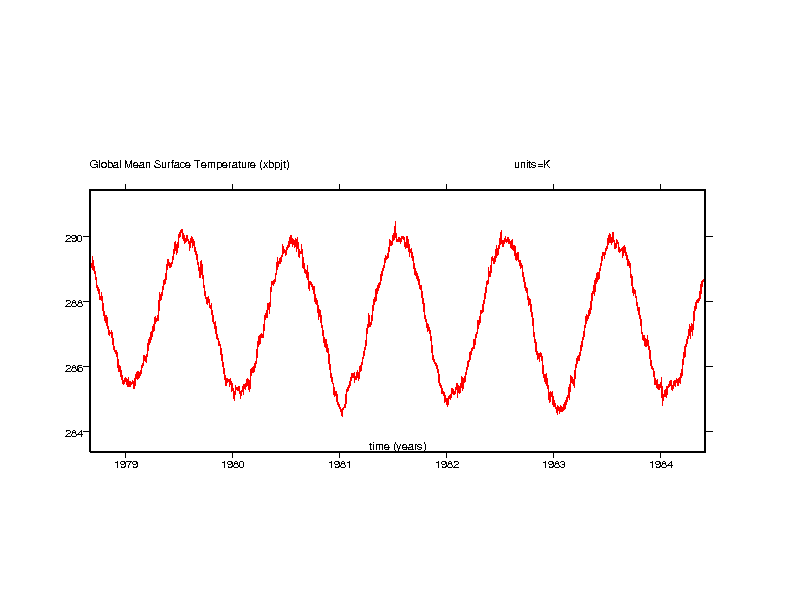 Global Mean Surface Temperature (xbpjt) units=K
290
288
286
284
time (years)
1979 1980 1981 1982 1983 1984